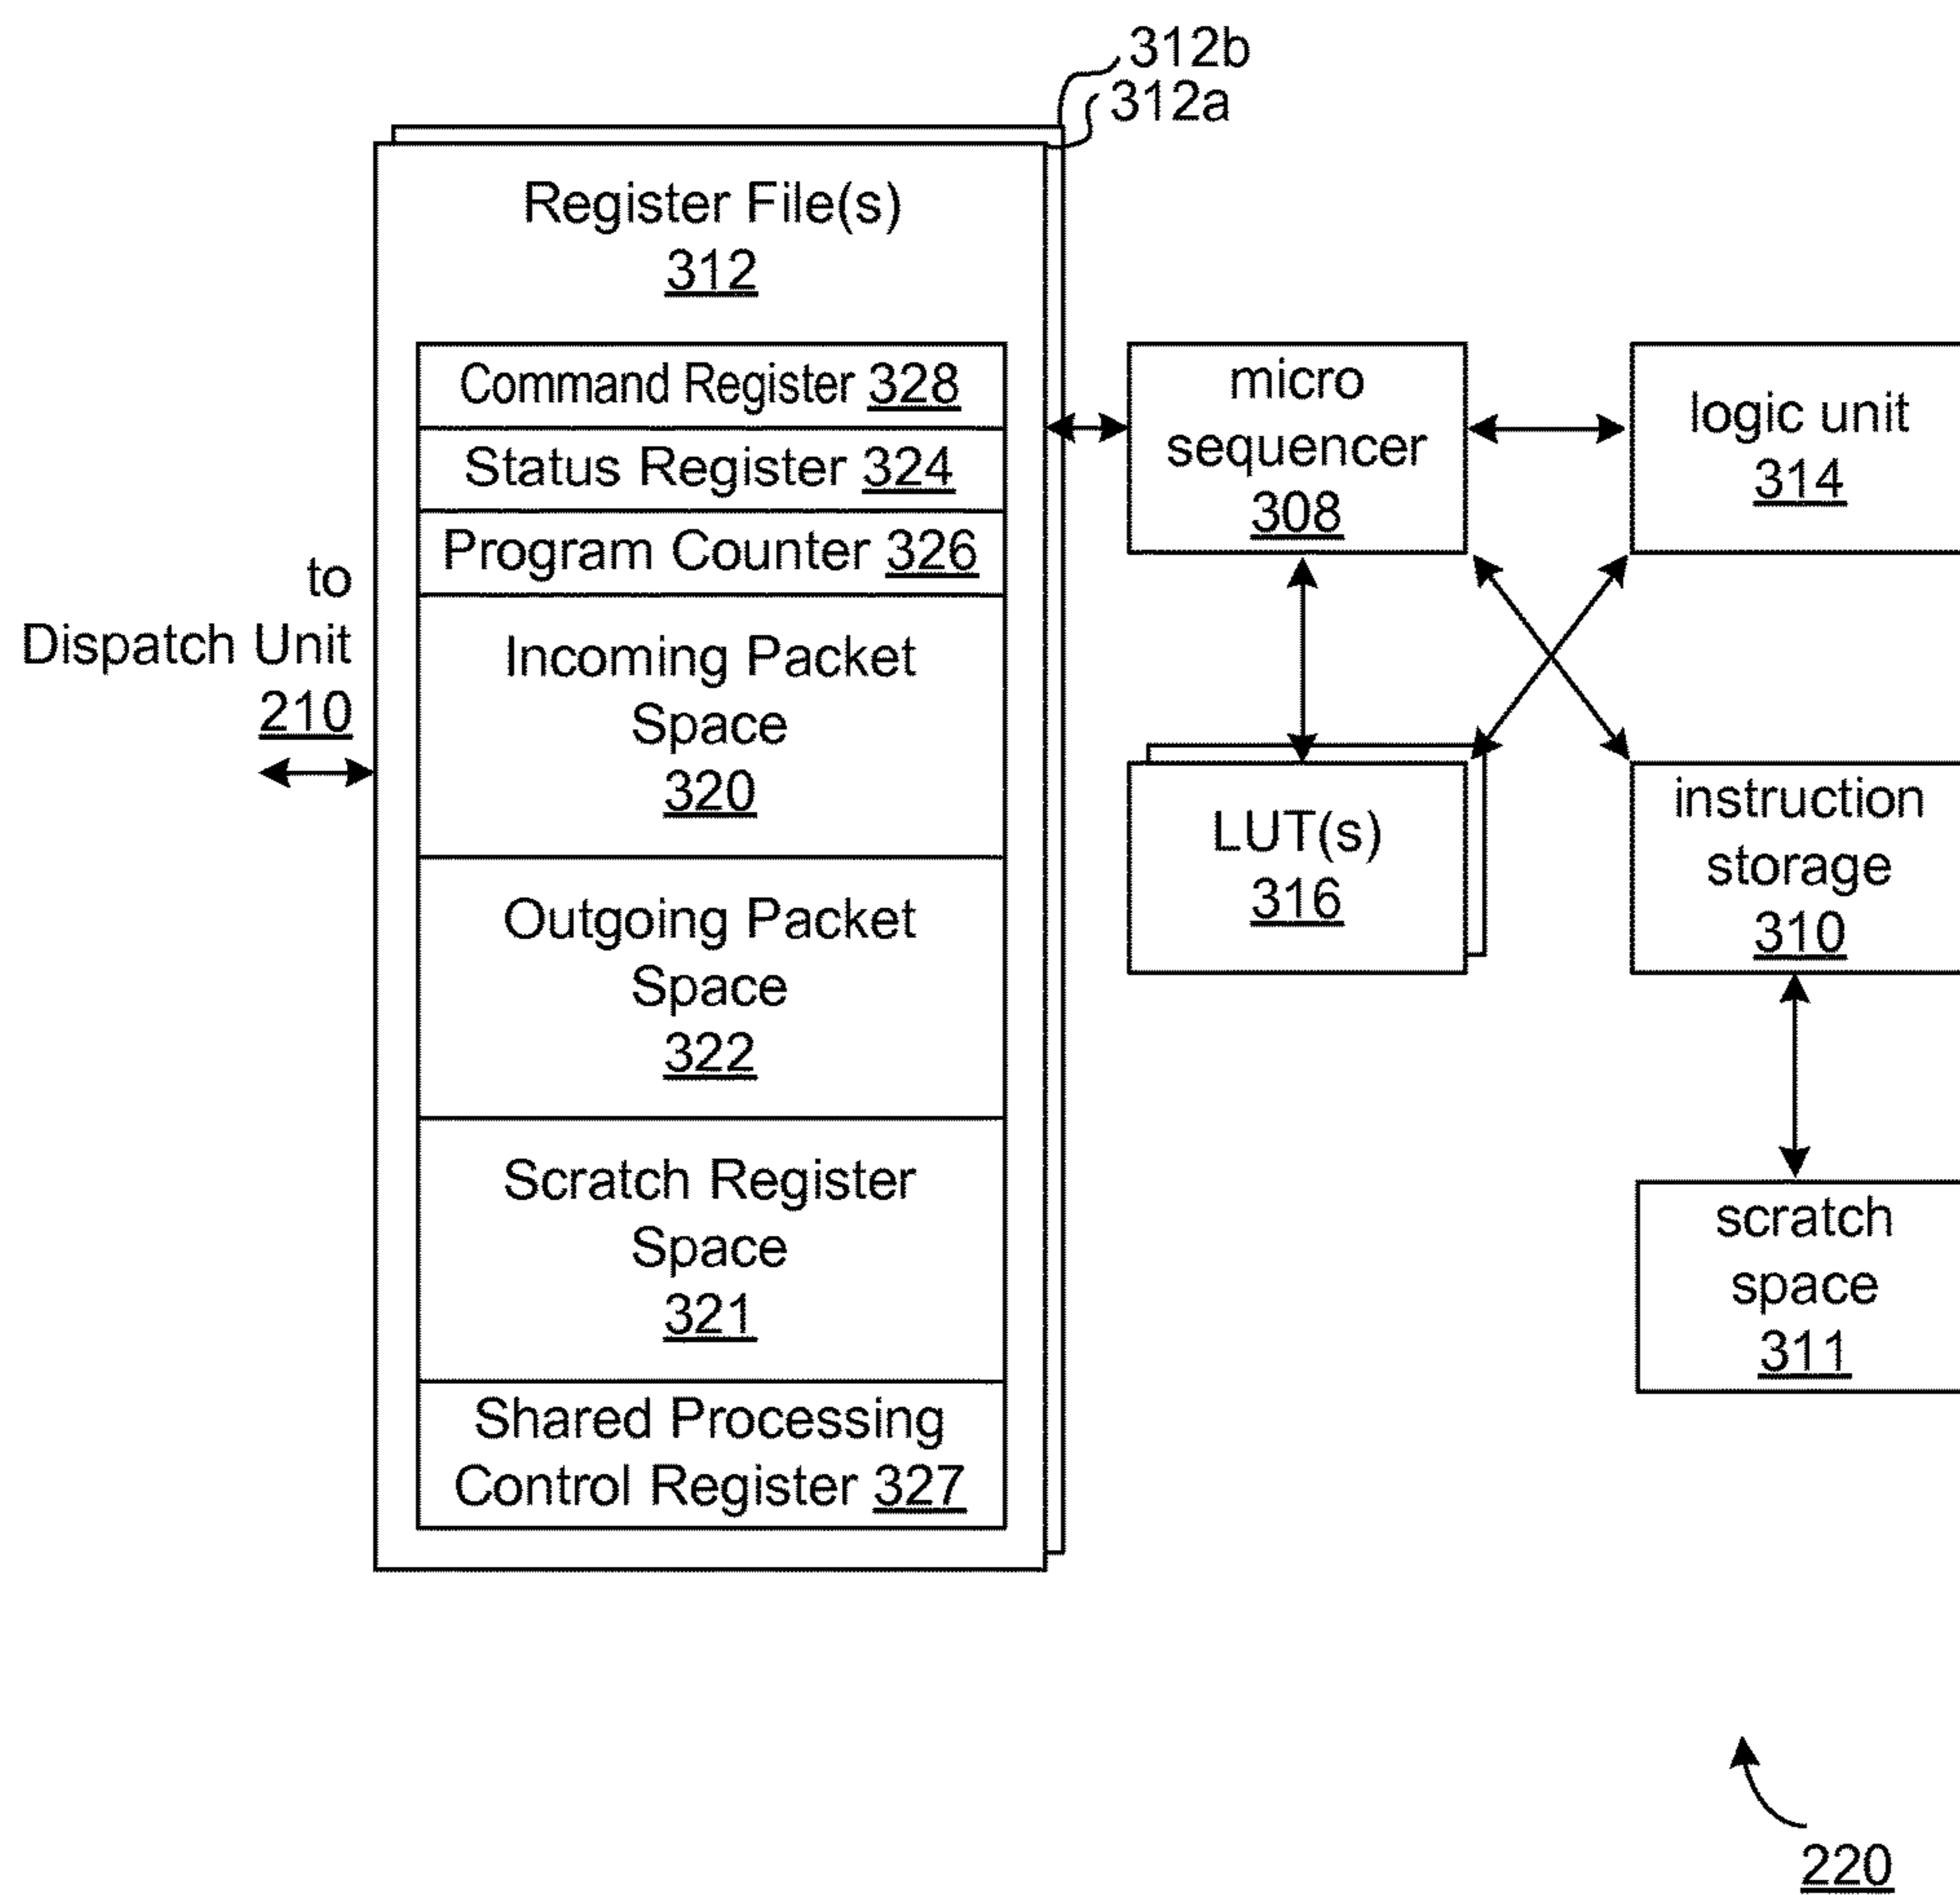 312b
312a
Register File(s)
312
Command Register 328
Status Register 324
Program Counter 326
Incoming Packet
Space
320
Outgoing Packet
Space
322
Scratch Register
Space
321
Shared Processing
Control Register 327
to
Dispatch Unit
210
micro
sequencer
308
logic unit
314
LUT(s)
316
instruction
storage
310
scratch
space
311
220